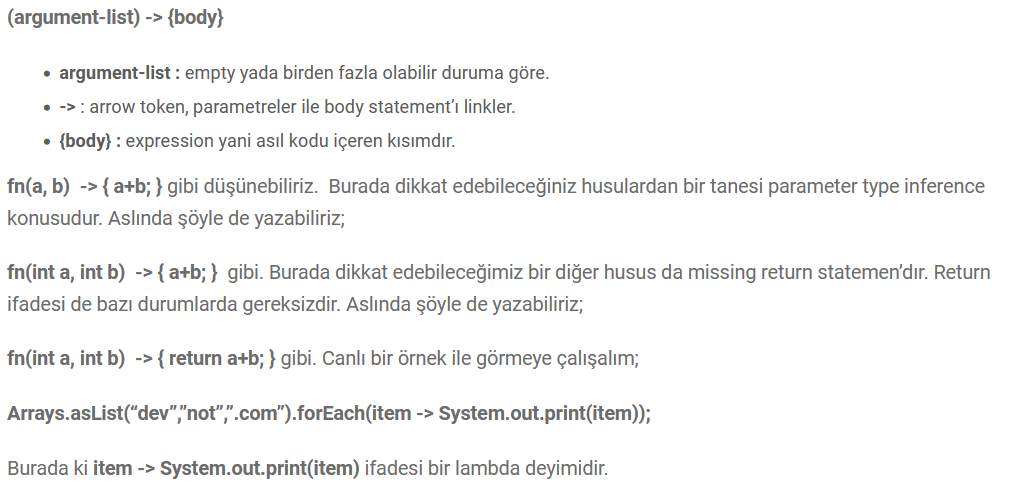 (argument-list) -> {body}
• argument-list : empty yada birden fazla olabilir duruma göre.
• -> : arrow token, parametreler ile body statement’ı linkler.
• {body} : expression yani asıl kodu içeren kısımdır.
fn(a, b)  -> { a+b; } gibi düşünebiliriz.  Burada dikkat edebileceğiniz husulardan bir tanesi parameter type inference
konusudur. Aslında şöyle de yazabiliriz;
fn(int a, int b)  -> { a+b; }  gibi. Burada dikkat edebileceğimiz bir diğer husus da missing return statemen’dır. Return
ifadesi de bazı durumlarda gereksizdir. Aslında şöyle de yazabiliriz;
fn(int a, int b)  -> { return a+b; } gibi. Canlı bir örnek ile görmeye çalışalım;
Arrays.asList(“dev”,”not”,”.com”).forEach(item -> System.out.print(item));
Burada ki item -> System.out.print(item) ifadesi bir lambda deyimidir.